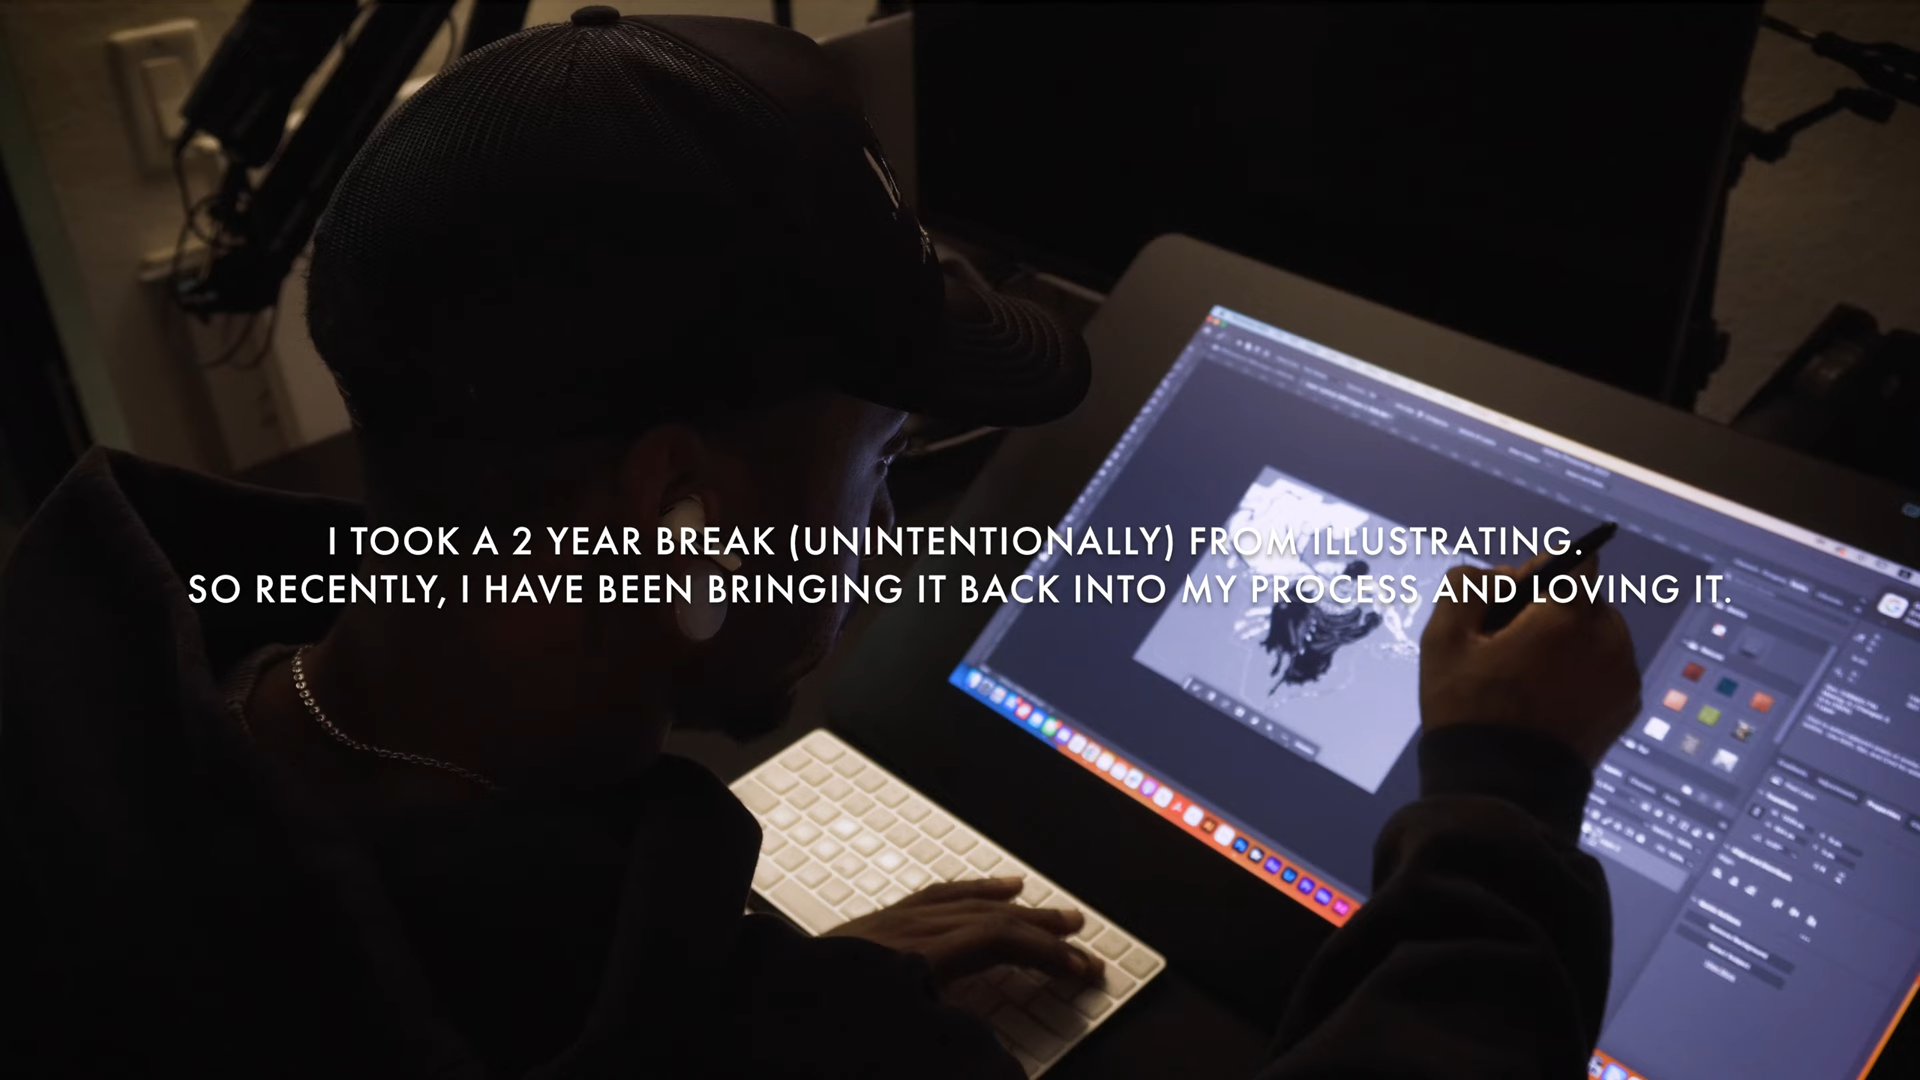 I TOOK A 2 YEAR BREAK (UNINTENTIONALLY) FROM ILLUSTRATING.
SO RECENTLY, I HAVE BEEN BRINGING IT BACK INTO MY PROCESS AND LOVING IT.